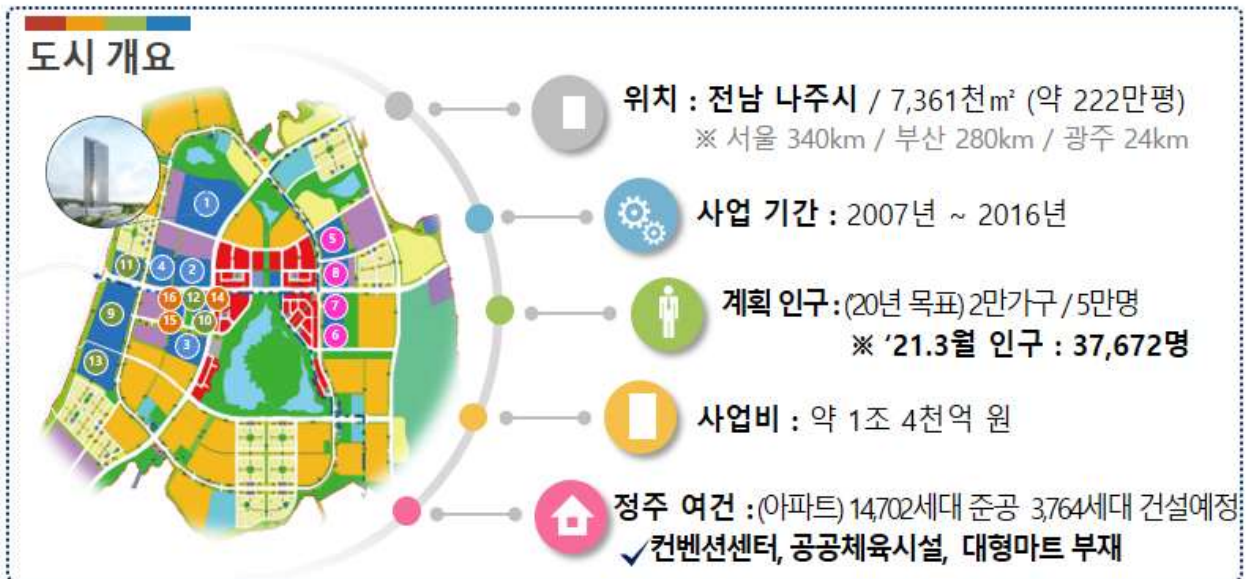 도시 개요
위치 : 전남 나주시 / 7,361천㎡ (약 222만평)
※ 서울 340km / 부산 280km / 광주 24km
사업 기간 : 2007년 ~ 2016년
계획 인구 : ('20년 목표) 2만가구 / 5만명
※ '21.3월 인구 : 37,672명
사업비 : 약 1조 4천억 원
정주 여건 : (아파트) 14,702세대 준공 3,764세대 건설예정
✓컨벤션센터, 공공체육시설, 대형마트 부재
1
5
11 4 2
8
16 12 14
9
7
15 10
6
3
13